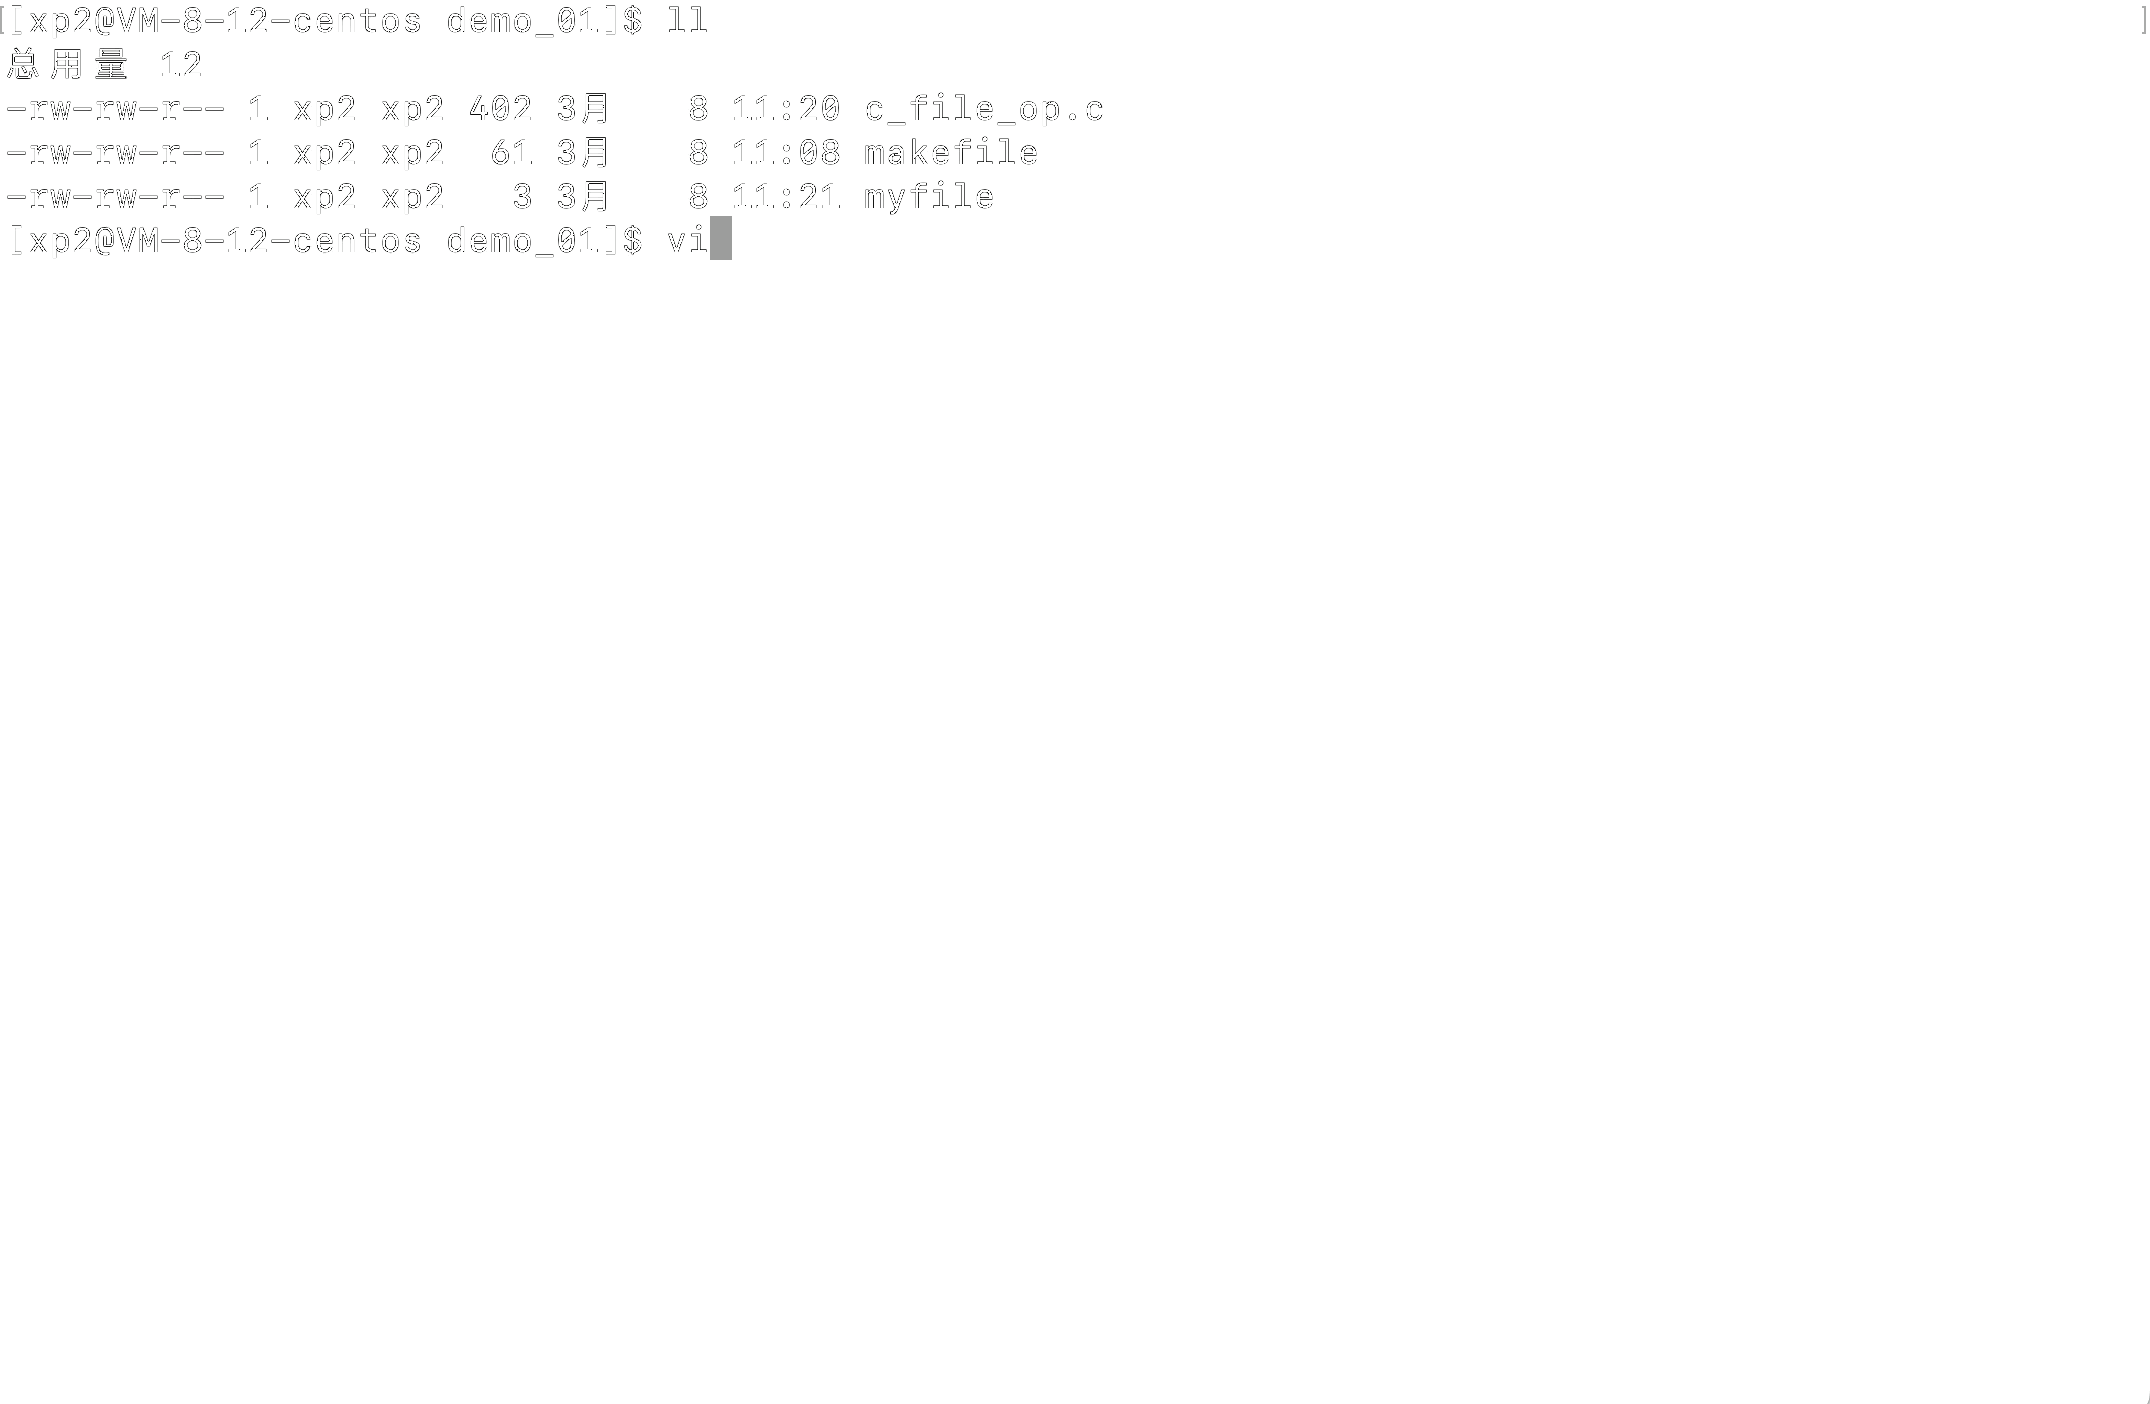 [[xp2@VM-8-12-centos demo_01]$ ll ]
总用量 12
-rw-rw-r-- 1 xp2 xp2 402 3月   8 11:20 c_file_op.c
-rw-rw-r-- 1 xp2 xp2  61 3月   8 11:08 makefile
-rw-rw-r-- 1 xp2 xp2   3 3月   8 11:21 myfile
[xp2@VM-8-12-centos demo_01]$ vi